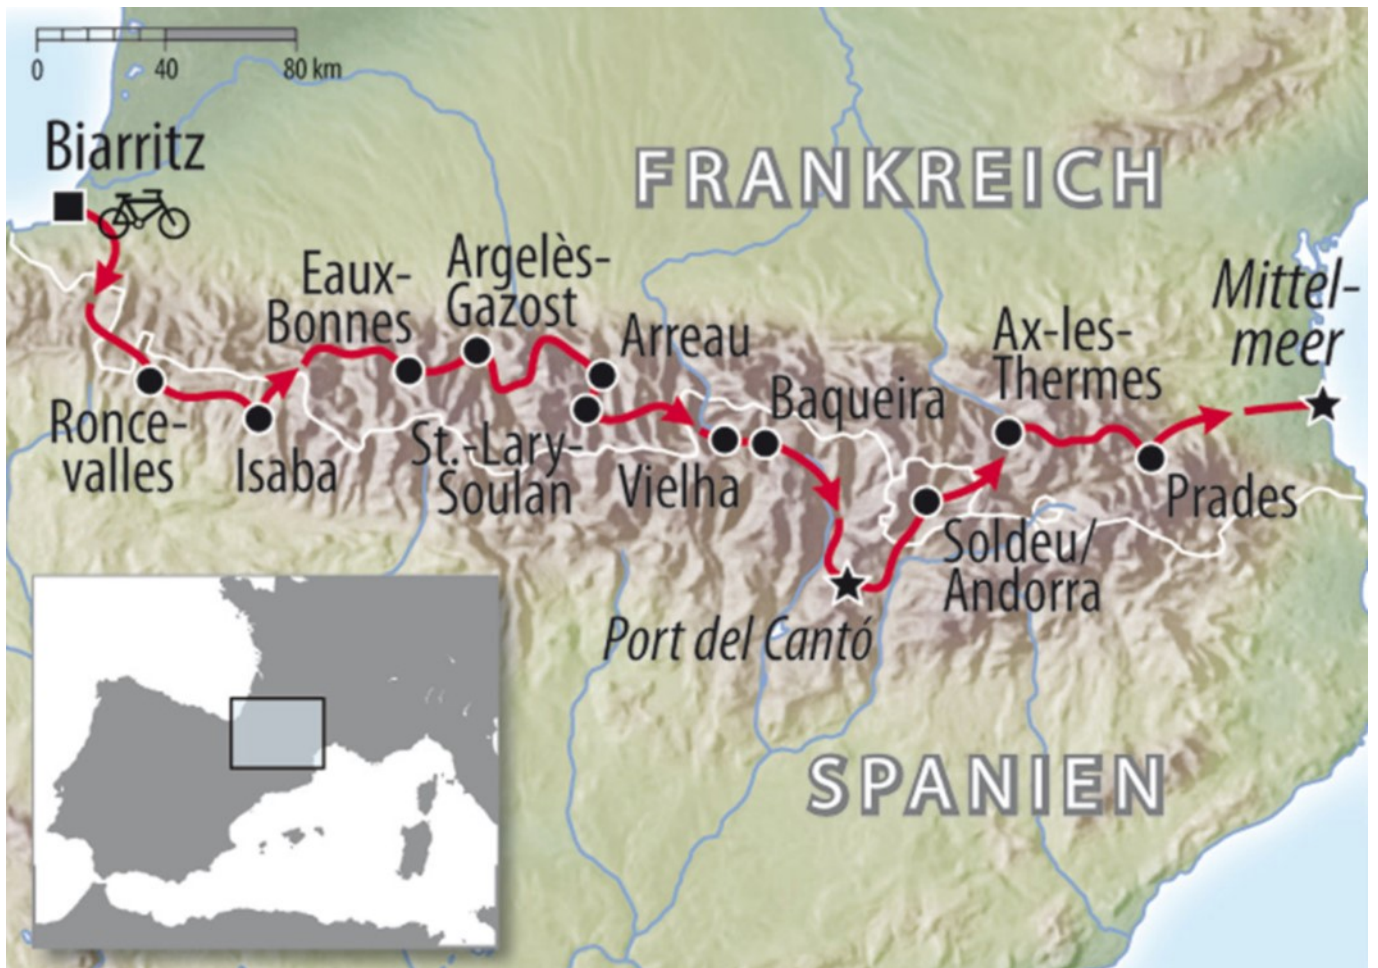 0 40 80 km
Biarritz
FRANKREICH
Eaux-
Bonnes
Argelès-
Gazost
Arreau
Ax-les-
Thermes
Mittel-
meer
Baqueira
Ronce-
valles
Isaba
St.-Lary-
Soulan
Vielha
Prades
Soldeu/
Andorra
Port del Cantó
SPANIEN